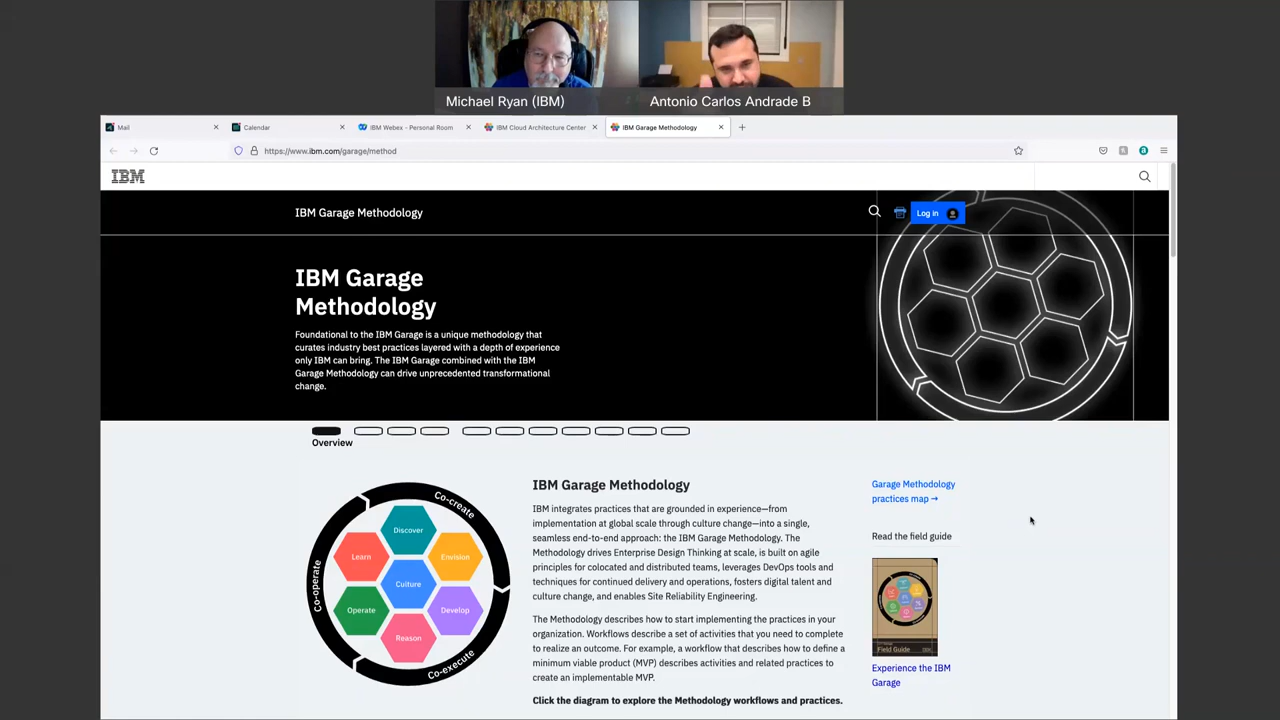 Michael Ryan (IBM)
Antonio Carlos Andrade B
Mail
Calendar
IBM Webex - Personal Room
IBM Cloud Architecture Center
IBM Garage Methodology
https://www.ibm.com/garage/method
IBM
IBM Garage Methodology
Log in
IBM Garage
Methodology
Foundational to the IBM Garage is a unique methodology that
curates industry best practices layered with a depth of experience
only IBM can bring. The IBM Garage combined with the IBM
Garage Methodology can drive unprecedented transformational
change.
Overview
Co-create
Co-operate
Co-execute
Discover
Learn
Envision
Culture
Operate
Develop
Reason
IBM Garage Methodology
IBM integrates practices that are grounded in experience—from
implementation at global scale through culture change—into a single,
seamless end-to-end approach: the IBM Garage Methodology. The
Methodology drives Enterprise Design Thinking at scale, is built on agile
principles for colocated and distributed teams, leverages DevOps tools and
techniques for continued delivery and operations, fosters digital talent and
culture change, and enables Site Reliability Engineering.
The Methodology describes how to start implementing the practices in your
organization. Workflows describe a set of activities that you need to complete
to realize an outcome. For example, a workflow that describes how to define a
minimum viable product (MVP) describes activities and related practices to
create an implementable MVP.
Click the diagram to explore the Methodology workflows and practices.
Garage Methodology
practices map →
Read the field guide
Field Guide
Experience the IBM
Garage